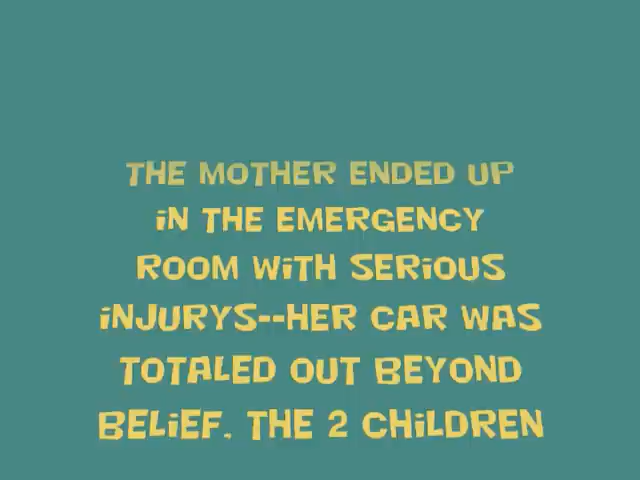 THE MOTHER ENDED UP
iN THE EMERGENCY
ROOM WiTH SERiOUS
iNJURYS--HER CAR WAS
TOTALED OUT BEYOND
BELiEF. THE 2 CHiLDREN